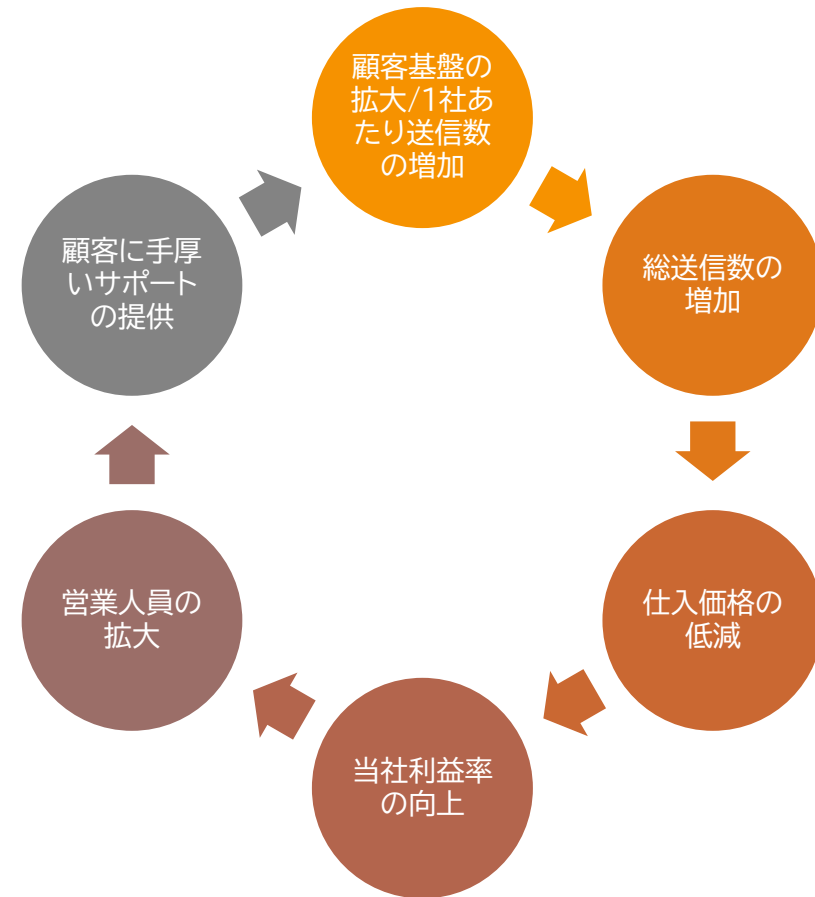 顧客基盤の
拡大/1社あ
たり送信数
の増加
総送信数の
増加
仕入価格の
低減
当社利益率
の向上
営業人員の
拡大
顧客に手厚
いサポート
の提供